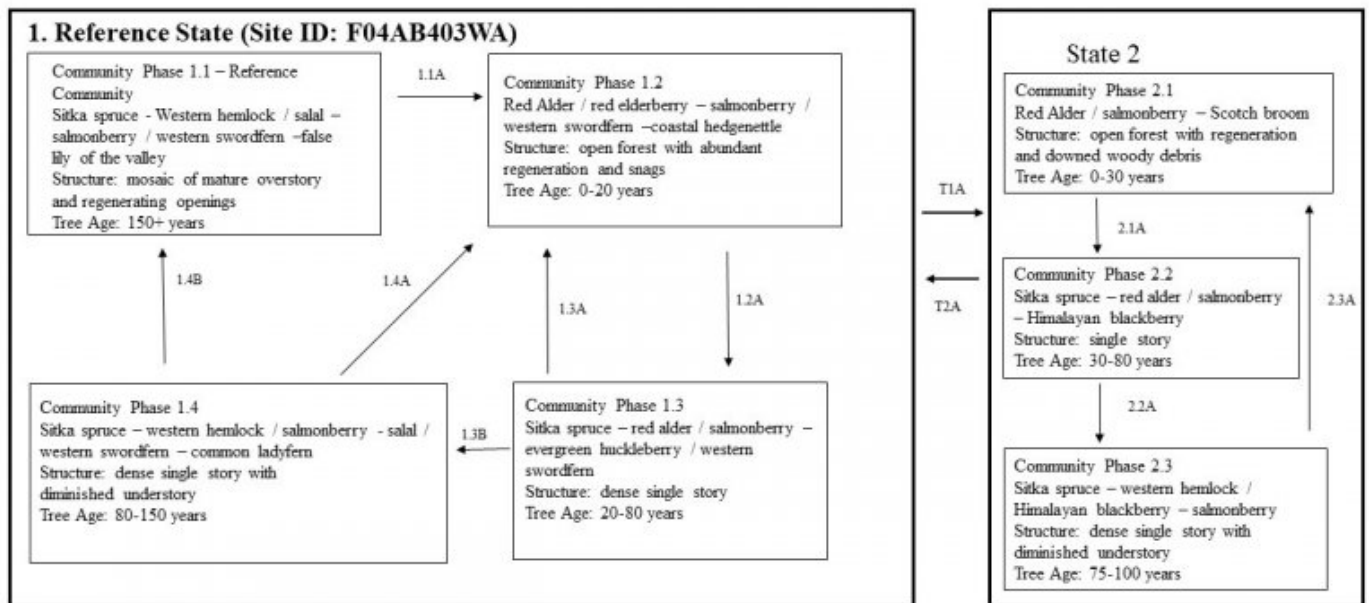 1. Reference State (Site ID: F04AB403WA)
Community Phase 1.1 – Reference
Community
Sitka spruce - Western hemlock / salal –
salmonberry / western swordfern –false
lily of the valley
Structure: mosaic of mature overstory
and regenerating openings
Tree Age: 150+ years
1.1A
Community Phase 1.2
Red Alder / red elderberry – salmonberry /
western swordfern –coastal hedgenettle
Structure: open forest with abundant
regeneration and snags
Tree Age: 0-20 years
1.4B
1.4A
1.3A
1.2A
Community Phase 1.4
Sitka spruce – western hemlock / salmonberry - salal /
western swordfern – common ladyfern
Structure: dense single story with
diminished understory
Tree Age: 80-150 years
1.3B
Community Phase 1.3
Sitka spruce – red alder / salmonberry –
evergreen huckleberry / western
swordfern
Structure: dense single story
Tree Age: 20-80 years
T1A
T2A
State 2
Community Phase 2.1
Red Alder / salmonberry – Scotch broom
Structure: open forest with regeneration
and downed woody debris
Tree Age: 0-30 years
2.1A
Community Phase 2.2
Sitka spruce – red alder / salmonberry
– Himalayan blackberry
Structure: single story
Tree Age: 30-80 years
2.3A
2.2A
Community Phase 2.3
Sitka spruce – western hemlock /
Himalayan blackberry – salmonberry
Structure: dense single story with
diminished understory
Tree Age: 75-100 years